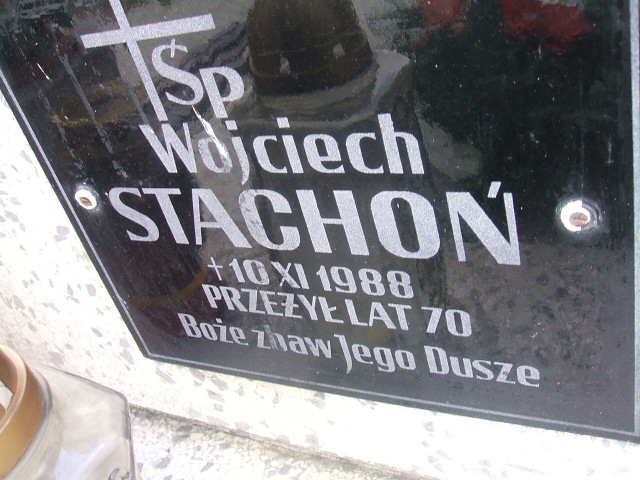 Śp
Wojciech
STACHOŃ
+ 10 XI 1988
PRZEŻYŁ LAT 70
Boże zbaw Jego Dusze